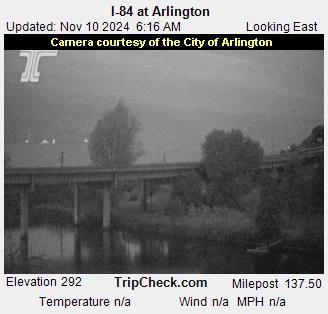 I-84 at Arlington
Updated: Nov 10 2024 6:16 AM Looking East
Camera courtesy of the City of Arlington
Elevation 292 TripCheck.com Milepost 137.50
Temperature n/a Wind n/a MPH n/a